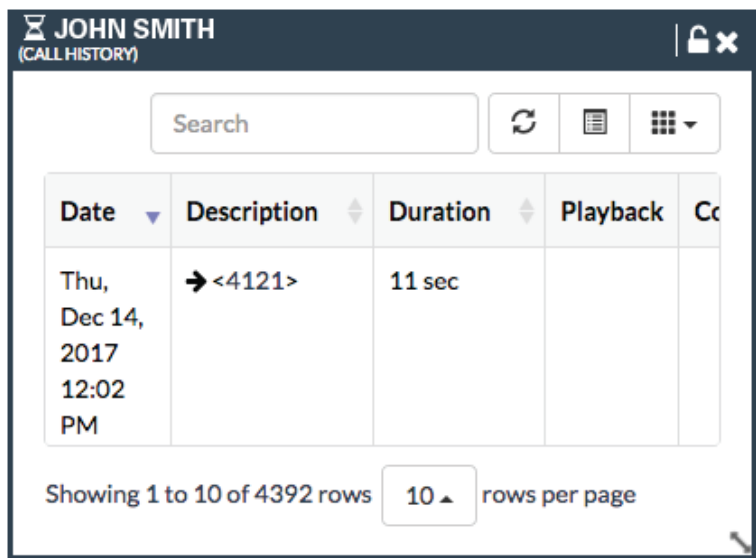 JOHN SMITH
(CALL HISTORY)
Search
Date Description Duration Playback
Thu, <4121> 11 sec
Dec 14,
2017
12:02
PM
Showing 1 to 10 of 4392 rows 10 rows per page